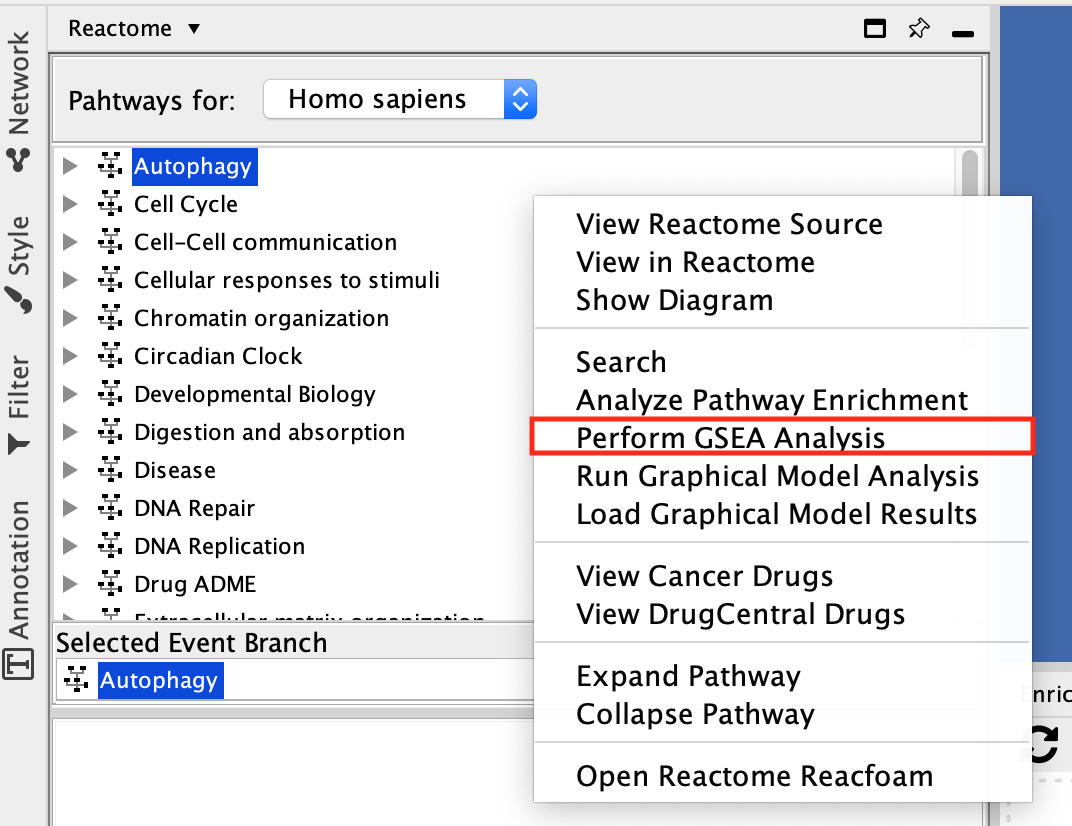 Reactome ▼
Pahtways for: Homo sapiens
Network
Style
Filter
Annotation
Autophagy
Cell Cycle
Cell-Cell communication
Cellular responses to stimuli
Chromatin organization
Circadian Clock
Developmental Biology
Digestion and absorption
Disease
DNA Repair
DNA Replication
Drug ADME
Extracellular matrix organization
Selected Event Branch
Autophagy
View Reactome Source
View in Reactome
Show Diagram
Search
Analyze Pathway Enrichment
Perform GSEA Analysis
Run Graphical Model Analysis
Load Graphical Model Results
View Cancer Drugs
View DrugCentral Drugs
Expand Pathway
Collapse Pathway
Open Reactome Reacfoam